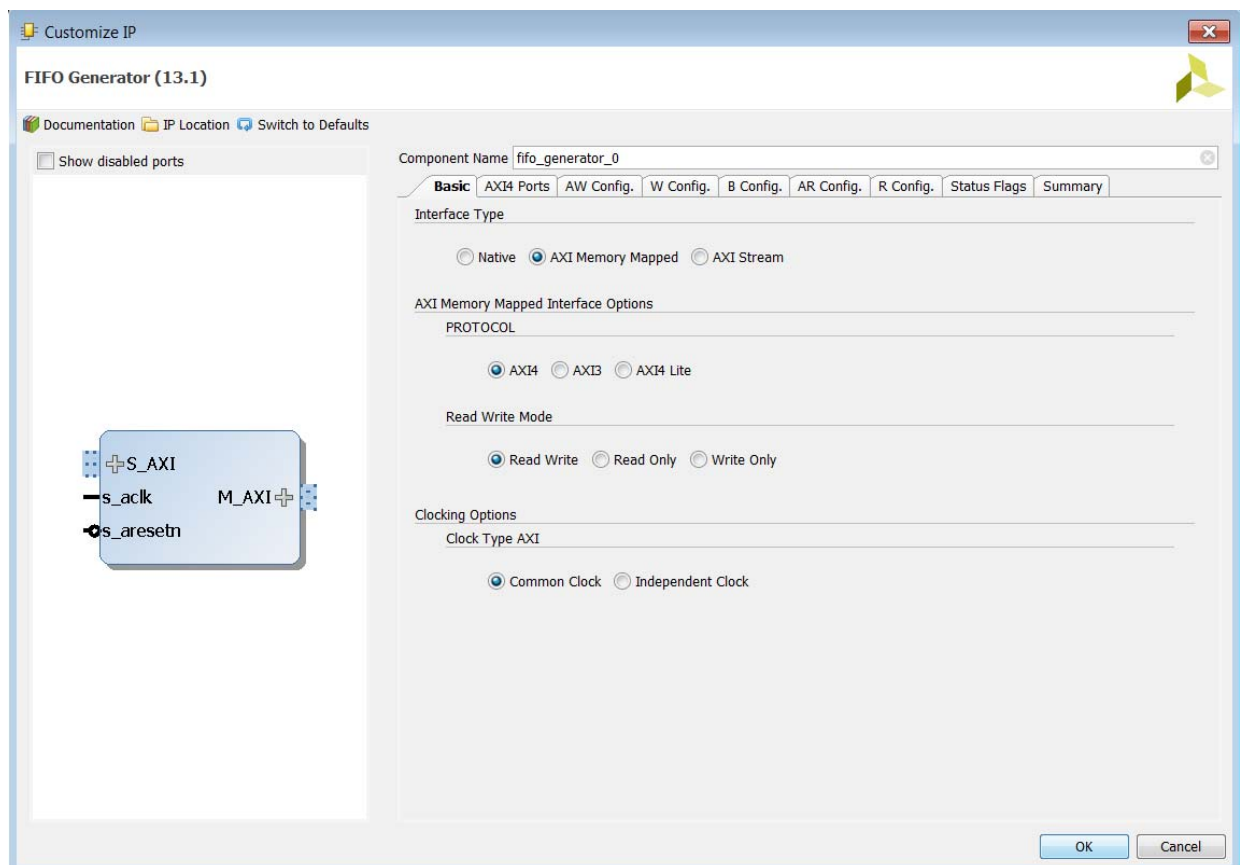 Customize IP
FIFO Generator (13.1)
Documentation IP Location Switch to Defaults
Show disabled ports
S_AXI
s_aclk M_AXI
s_aresetn
Component Name fifo_generator_0
Basic AXI4 Ports AW Config. W Config. B Config. AR Config. R Config. Status Flags Summary
Interface Type
Native AXI Memory Mapped AXI Stream
AXI Memory Mapped Interface Options
PROTOCOL
AXI4 AXI3 AXI4 Lite
Read Write Mode
Read Write Read Only Write Only
Clocking Options
Clock Type AXI
Common Clock Independent Clock
OK Cancel